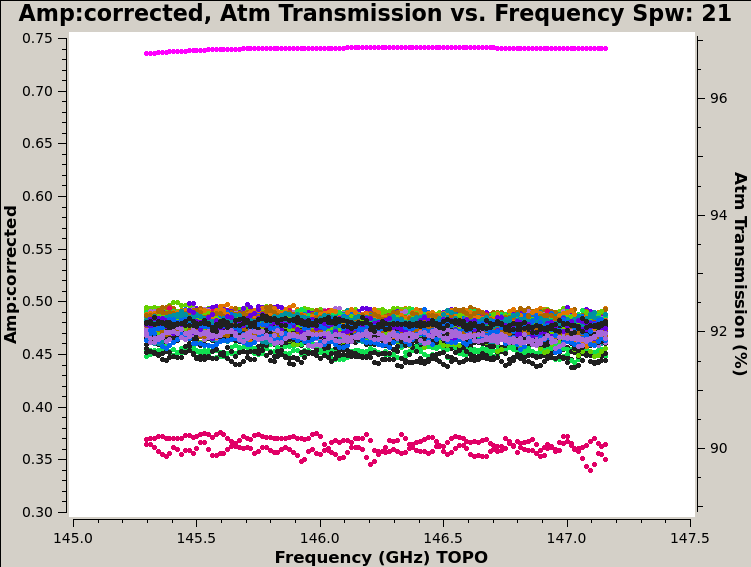 Amp:corrected, Atm Transmission vs. Frequency Spw: 21
0.75
0.70
0.65
0.60
0.55
0.50
0.45
0.40
0.35
0.30
Amp:corrected
96
94
92
90
Atm Transmission (%)
145.0 145.5 146.0 146.5 147.0 147.5
Frequency (GHz) TOPO